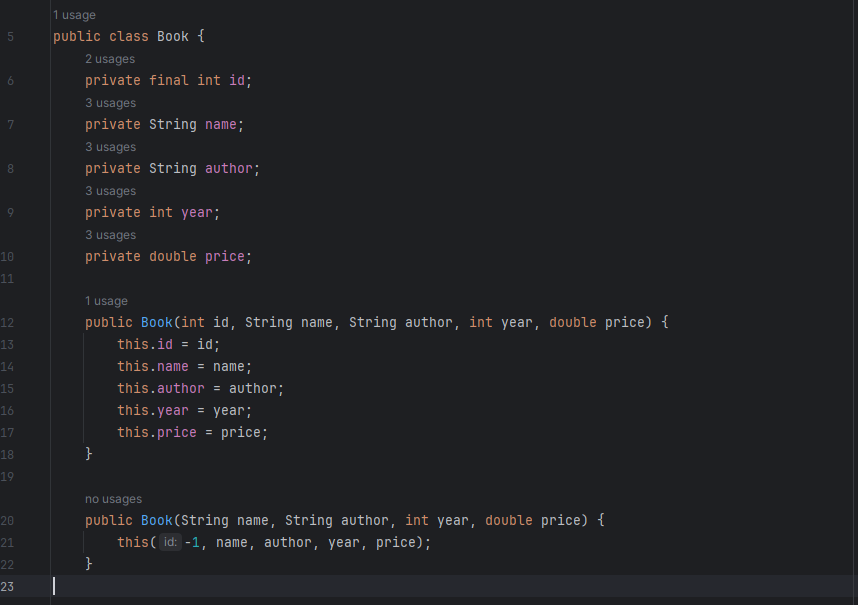 1 usage
5 public class Book {
2 usages
6 private final int id;
3 usages
7 private String name;
3 usages
8 private String author;
3 usages
9 private int year;
3 usages
10 private double price;
11
1 usage
12 public Book(int id, String name, String author, int year, double price) {
13 this.id = id;
14 this.name = name;
15 this.author = author;
16 this.year = year;
17 this.price = price;
18 }
19
no usages
20 public Book(String name, String author, int year, double price) {
21 this( id: -1, name, author, year, price);
22 }
23